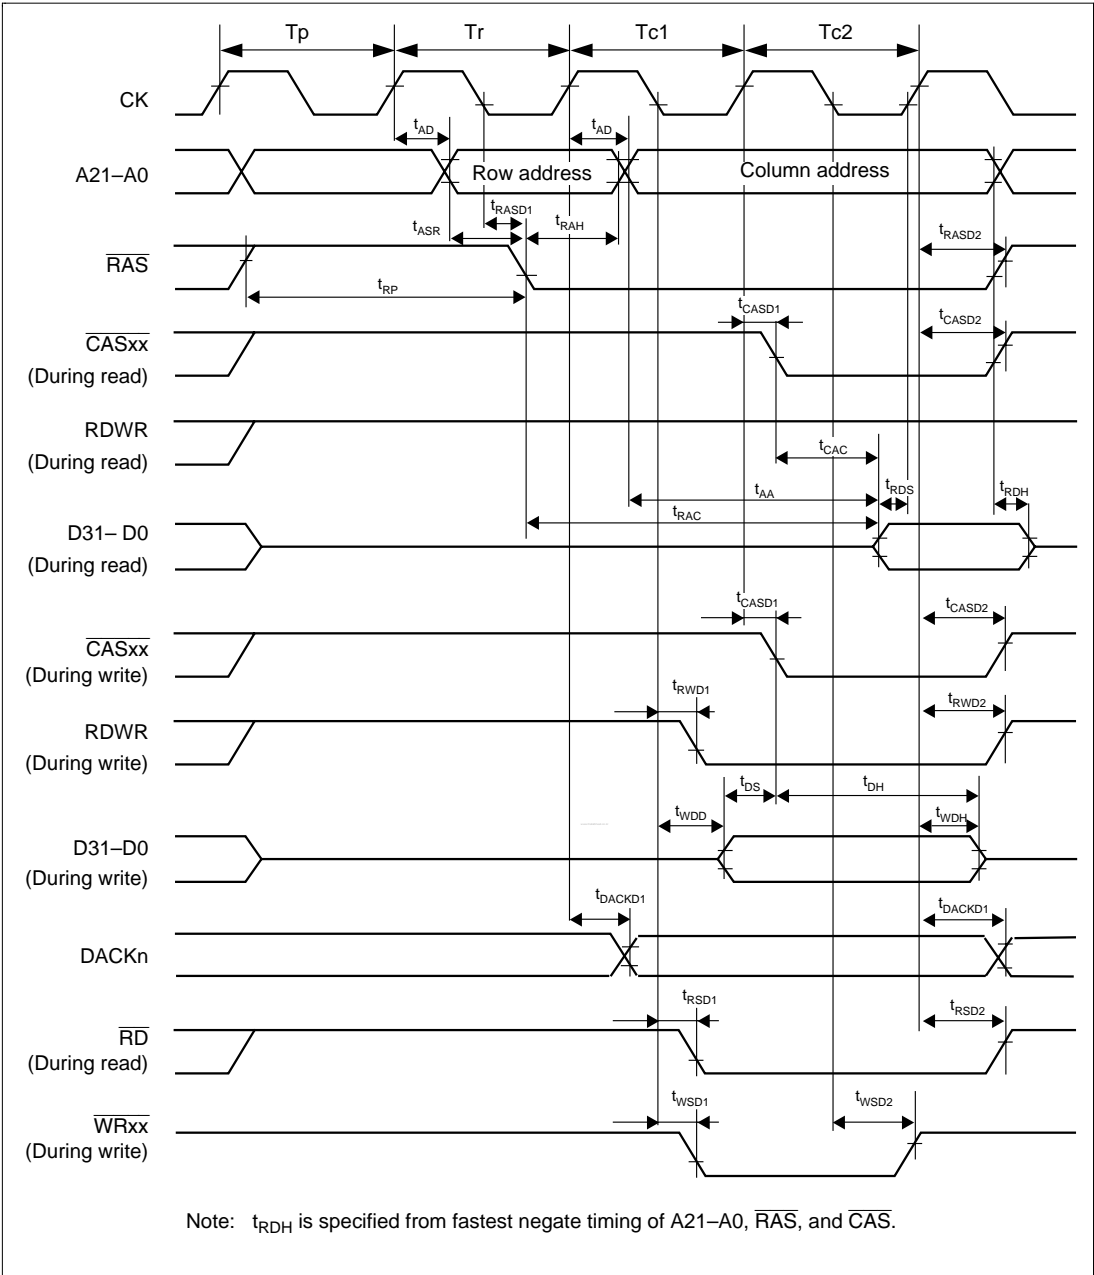 Tp Tr Tc1 Tc2
CK
tAD tAD
A21–A0 Row address Column address
tRASD1
tASR tRAH tRASD2
RAS
tRP
tCASD1 tCASD2
CASxx
(During read)
RDWR
(During read)
tCAC
tAA tRDS tRDH
tRAC
D31– D0
(During read)
tCASD1 tCASD2
CASxx
(During write)
tRWD1 tRWD2
RDWR
(During write)
tDS tDH
tWDD tWDH
D31–D0
(During write)
tDACKD1 tDACKD1
DACKn
tRSD1 tRSD2
RD
(During read)
tWSD1 tWSD2
WRxx
(During write)
Note: tRDH is specified from fastest negate timing of A21–A0, RAS, and CAS.